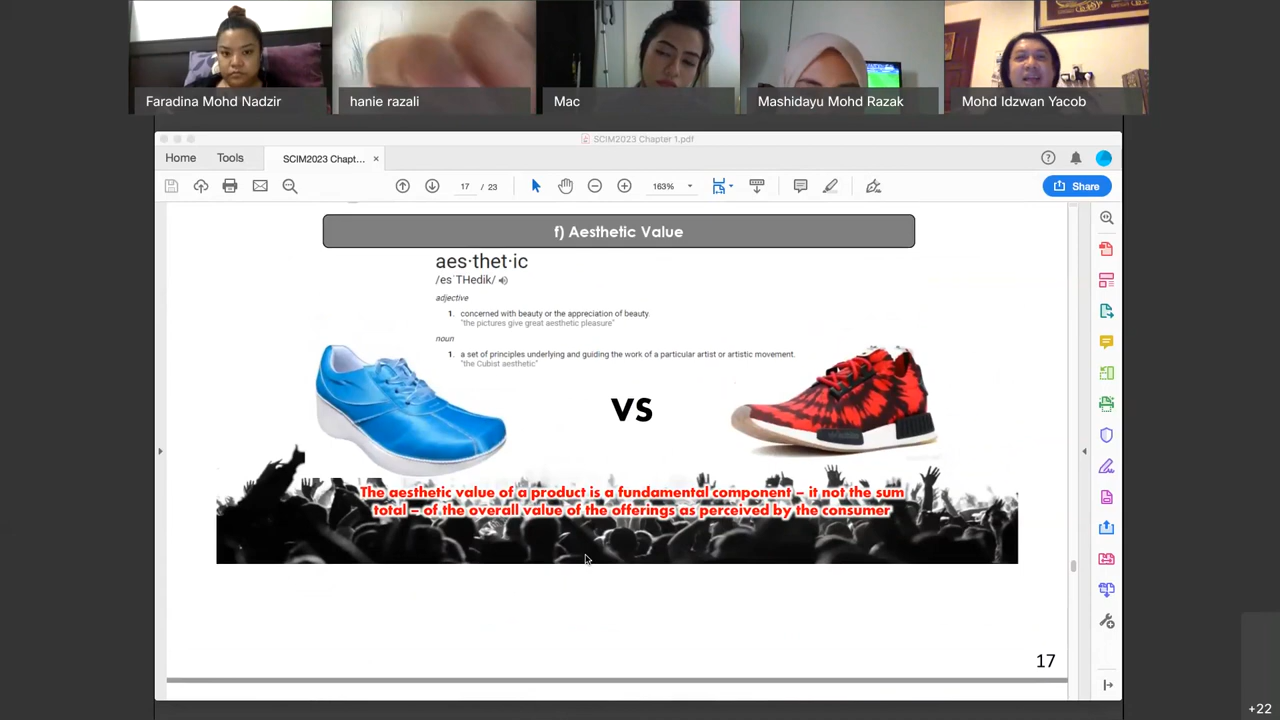 Faradina Mohd Nadzir
hanie razali
Mac
Mashidayu Mohd Razak
Mohd Idzwan Yacob
SCIM2023 Chapter 1.pdf
Home
Tools
SCIM2023 Chapt...
17 / 23
163%
Share
f) Aesthetic Value
aes·thet·ic
/esˈTHedik/
adjective
1. concerned with beauty or the appreciation of beauty.
"the pictures give great aesthetic pleasure"
noun
1. a set of principles underlying and guiding the work of a particular artist or artistic movement.
"the Cubist aesthetic"
VS
The aesthetic value of a product is a fundamental component – it not the sum
total – of the overall value of the offerings as perceived by the consumer
17
+22